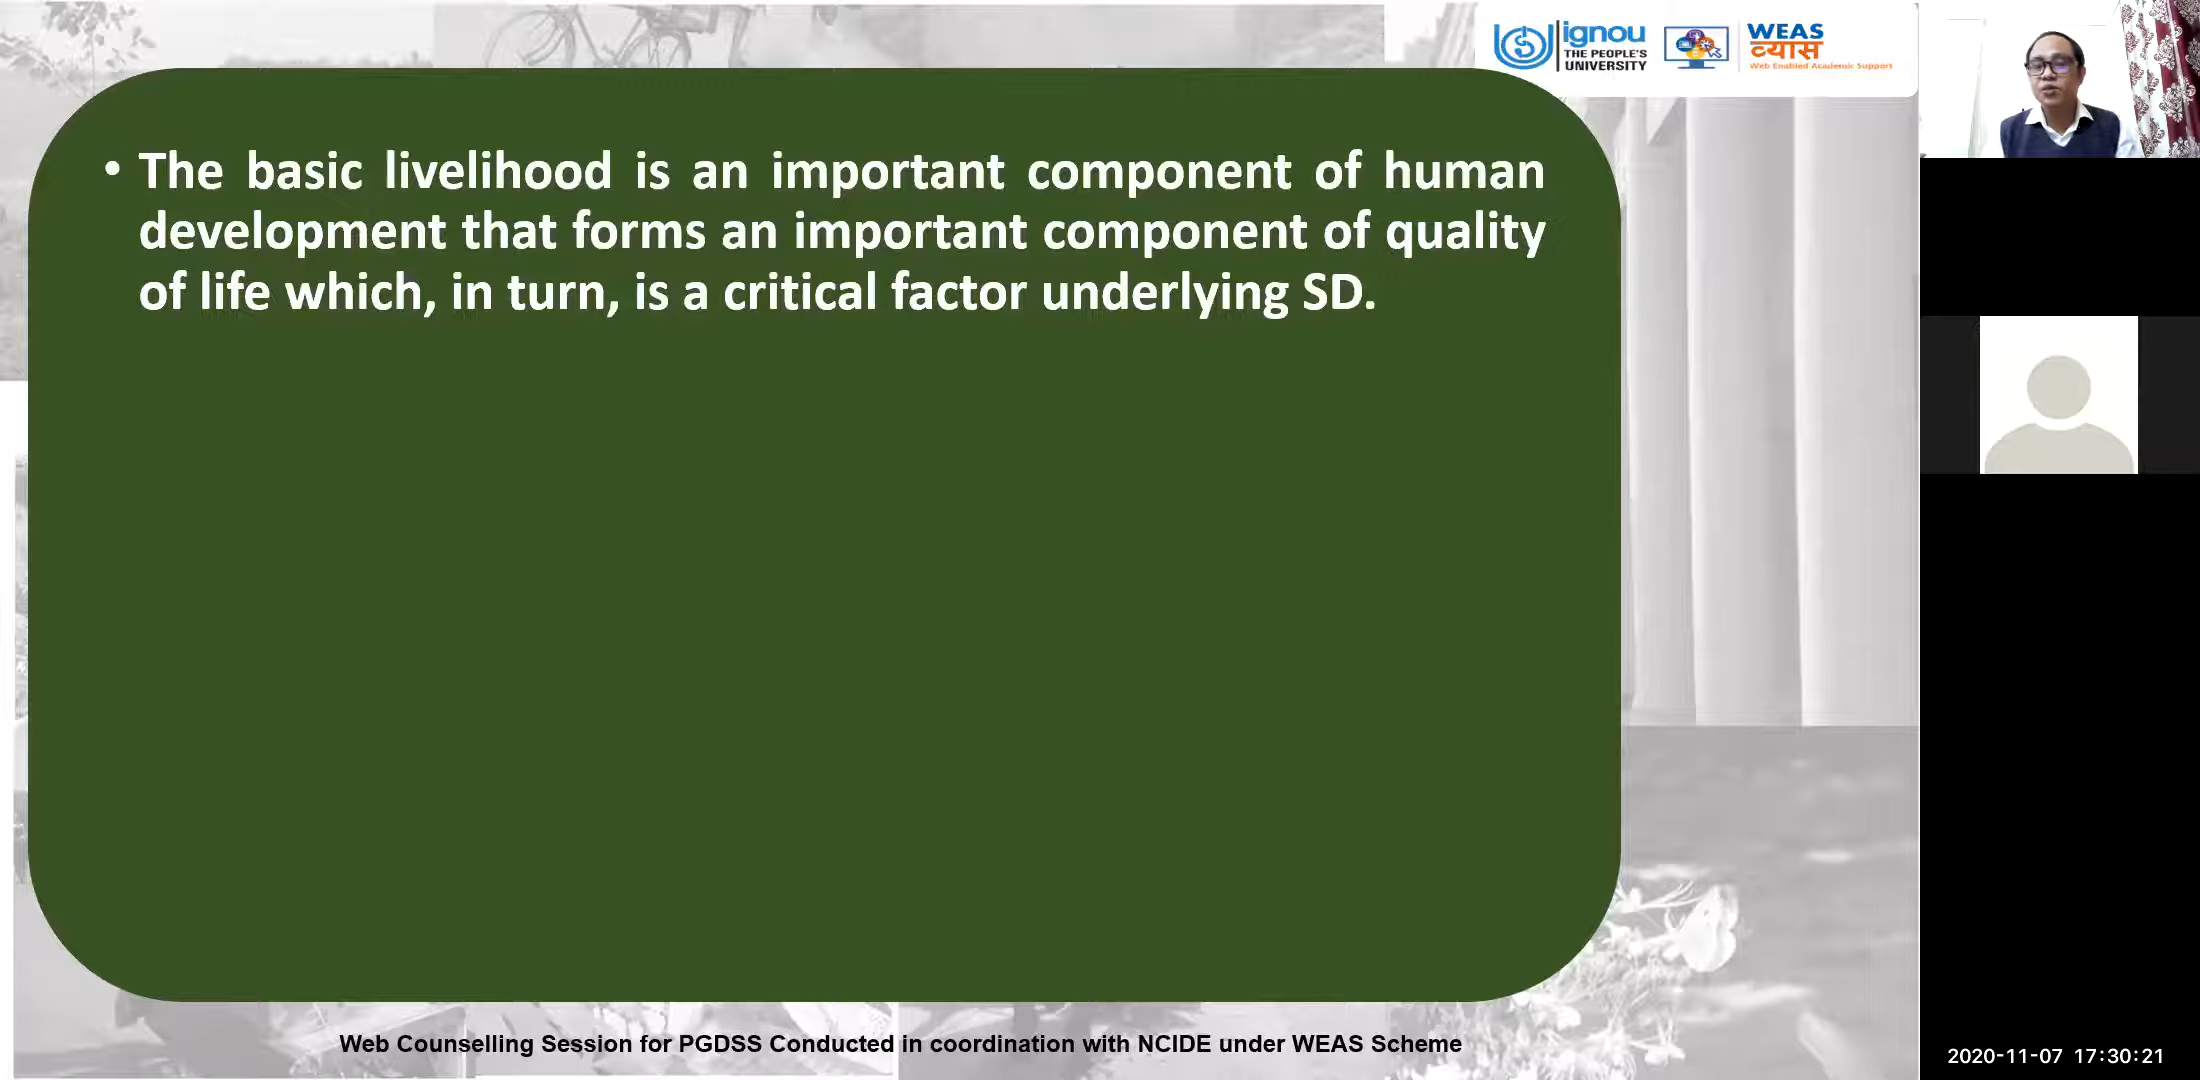 ignou
THE PEOPLE'S
UNIVERSITY
WEAS
व्यास
Web Enabled Academic Support
• The basic livelihood is an important component of human
development that forms an important component of quality
of life which, in turn, is a critical factor underlying SD.
Web Counselling Session for PGDSS Conducted in coordination with NCIDE under WEAS Scheme
2020-11-07 17:30:21